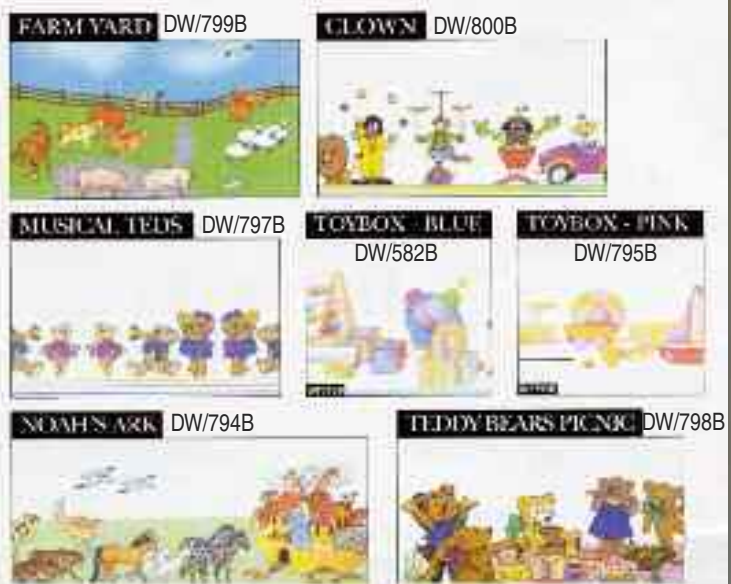 FARM YARD DW/799B
CLOWN DW/800B
MUSICAL TEDS DW/797B
TOYBOX - BLUE
DW/582B
TOYBOX - PINK
DW/795B
NOAH'S ARK DW/794B
TEDDY BEARS PICNIC DW/798B